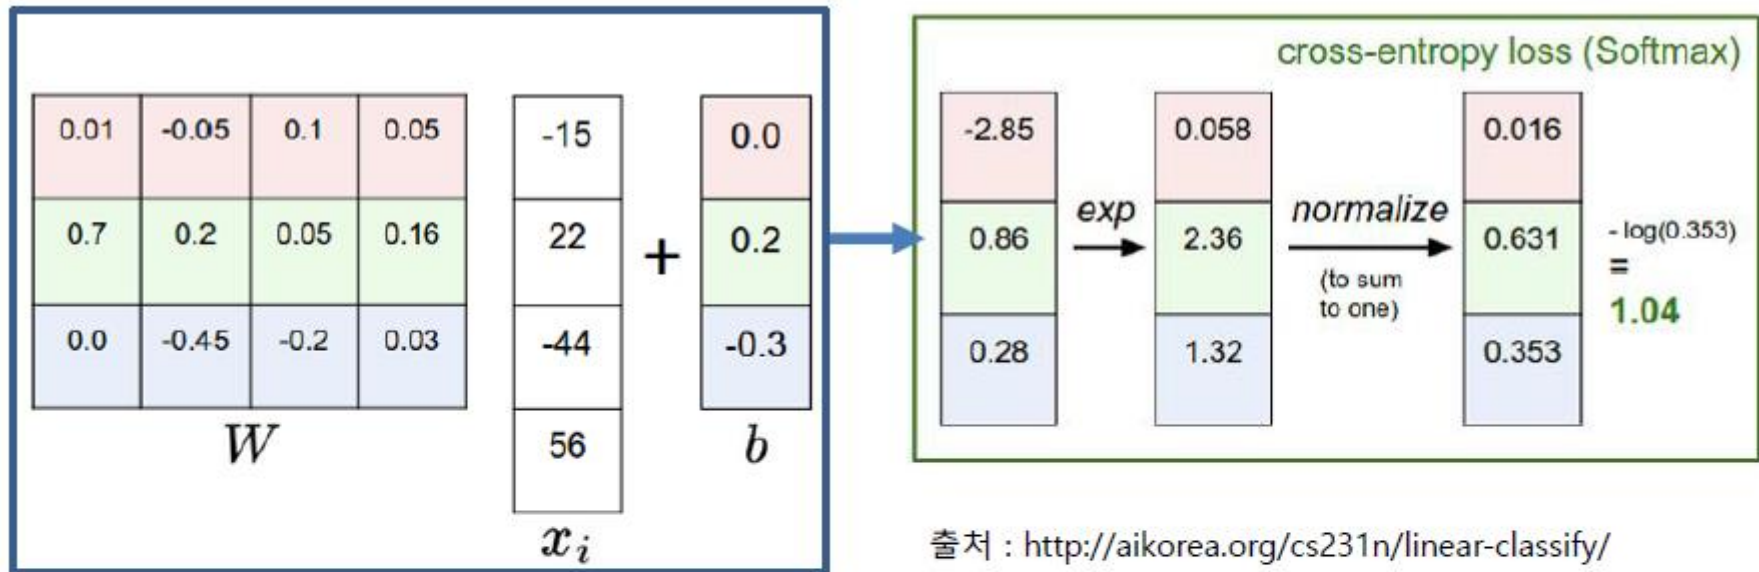 cross-entropy loss (Softmax)
0.01 -0.05 0.1 0.05
0.7 0.2 0.05 0.16
0.0 -0.45 -0.2 0.03
W
-15
22
-44
56
x_i
+
0.0
0.2
-0.3
b
-2.85
0.86
0.28
exp
0.058
2.36
1.32
normalize
(to sum
to one)
0.016
0.631
0.353
- log(0.353)
=
1.04
출처 : http://aikorea.org/cs231n/linear-classify/